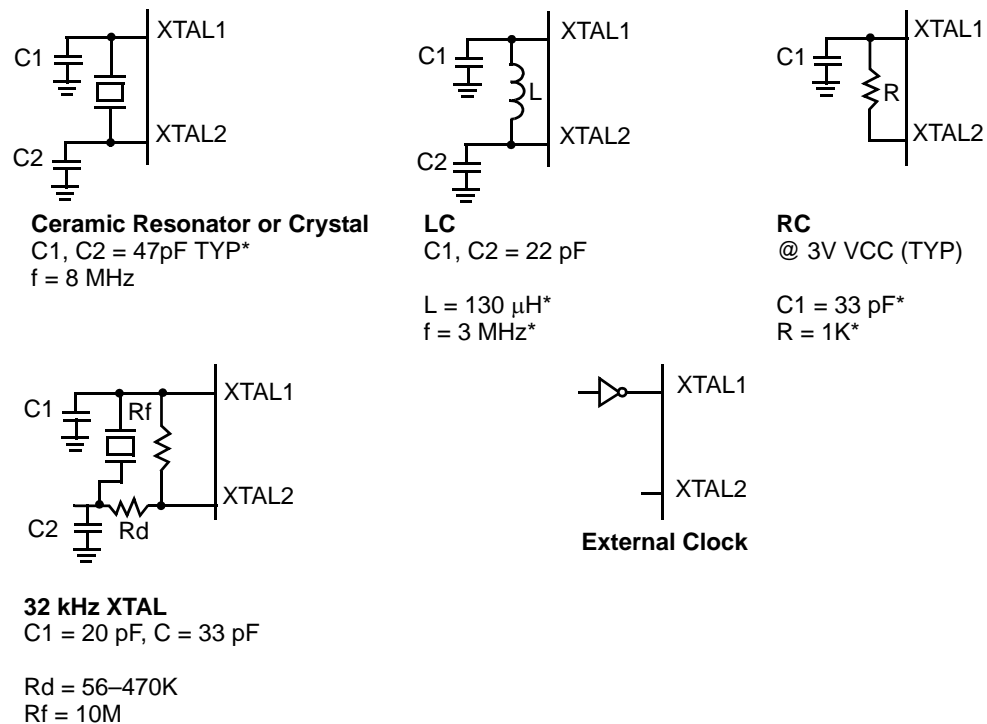 XTAL1
C1
XTAL2
C2
Ceramic Resonator or Crystal
C1, C2 = 47pF TYP*
f = 8 MHz
XTAL1
C1
L
XTAL2
C2
LC
C1, C2 = 22 pF
L = 130 μH*
f = 3 MHz*
XTAL1
C1
R
XTAL2
RC
@ 3V VCC (TYP)
C1 = 33 pF*
R = 1K*
XTAL1
C1
Rf
XTAL2
C2
Rd
32 kHz XTAL
C1 = 20 pF, C = 33 pF
Rd = 56–470K
Rf = 10M
XTAL1
XTAL2
External Clock